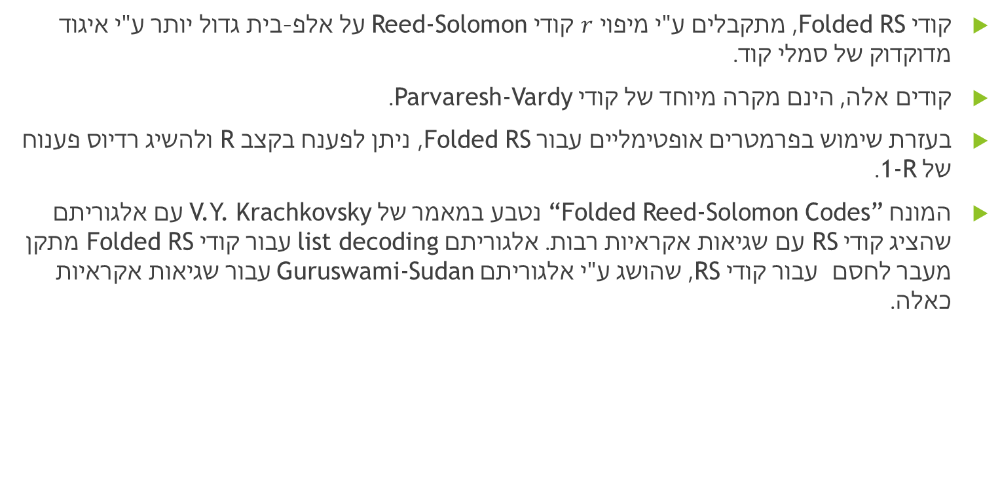 קודי Folded RS, מתקבלים ע"י מיפוי r קודי Reed-Solomon על אלפ-בית גדול יותר ע"י איגוד
מדוקדוק של סמלי קוד.
קודים אלה, הינם מקרה מיוחד של קודי Parvaresh-Vardy.
בעזרת שימוש בפרמטרים אופטימליים עבור Folded RS, ניתן לפענח בקצב R ולהשיג רדיוס פענוח
של 1-R.
המונח “Folded Reed-Solomon Codes” נטבע במאמר של V.Y. Krachkovsky עם אלגוריתם
שהציג קודי RS עם שגיאות אקראיות רבות. אלגוריתם list decoding עבור קודי Folded RS מתקן
מעבר לחסם  עבור קודי RS, שהושג ע"י אלגוריתם Guruswami-Sudan עבור שגיאות אקראיות
כאלה.